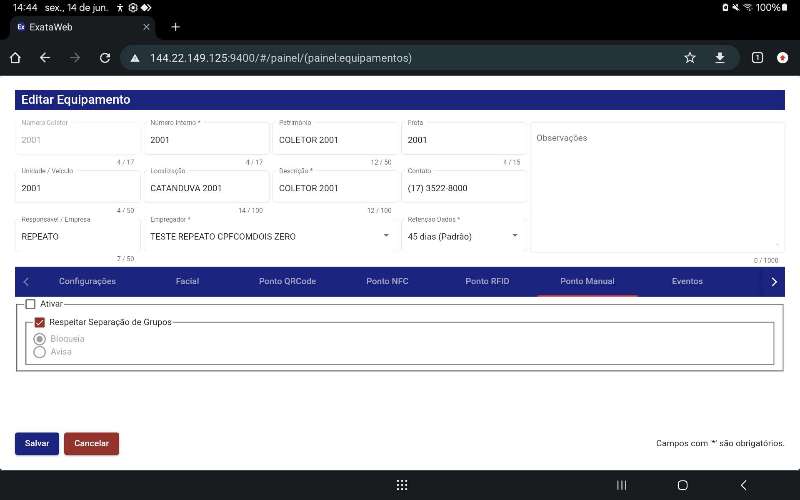 14:44 sex., 14 de jun. 100%
Ex ExataWeb
144.22.149.125:9400/#/painel/(painel:equipamentos)
1
Editar Equipamento
Número Coletor
2001
4 / 17
Número Interno *
2001
4 / 17
Patrimônio
COLETOR 2001
12 / 50
Frota
2001
4 / 15
Observações
0 / 1000
Unidade / Veículo
2001
4 / 50
Localização
CATANDUVA 2001
14 / 100
Descrição *
COLETOR 2001
12 / 100
Contato
(17) 3522-8000
Responsável / Empresa
REPEATO
7 / 50
Empregador *
TESTE REPEATO CPFCOMDOIS ZERO
Retenção Dados *
45 dias (Padrão)
Configurações Facial Ponto QRCode Ponto NFC Ponto RFID Ponto Manual Eventos
Ativar
Respeitar Separação de Grupos
Bloqueia
Avisa
Salvar Cancelar
Campos com '*' são obrigatórios.